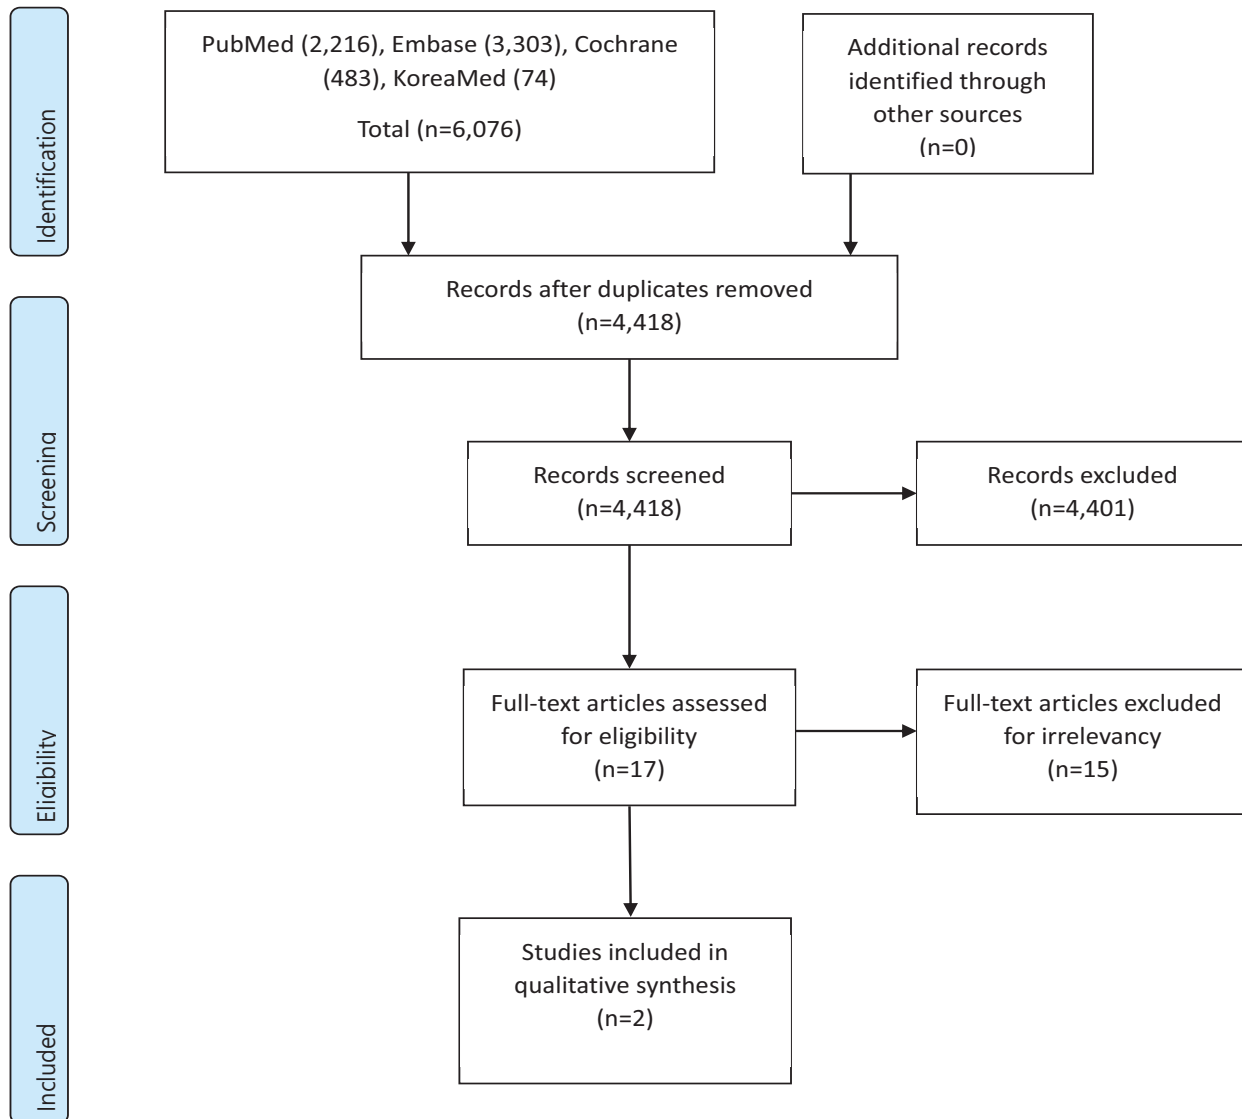 Identification
PubMed (2,216), Embase (3,303), Cochrane
(483), KoreaMed (74)
Total (n=6,076)
Additional records
identified through
other sources
(n=0)
Records after duplicates removed
(n=4,418)
Screening
Records screened
(n=4,418)
Records excluded
(n=4,401)
Eligibility
Full-text articles assessed
for eligibility
(n=17)
Full-text articles excluded
for irrelevancy
(n=15)
Included
Studies included in
qualitative synthesis
(n=2)